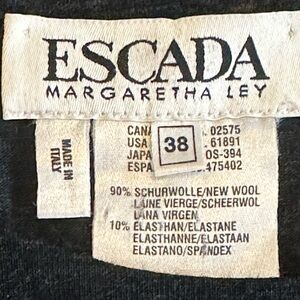 ESCADA
MARGARETHA LEY
MADE IN
ITALY
38
CANA 02575
USA 61891
JAPA OS-394
ESPA 475402
90% SCHURWOLLE/NEW WOOL
LAINE VIERGE/SCHEERWOL
LANA VIRGEN
10% ELASTHAN/ELASTANE
ELASTHANNE/ELASTAAN
ELASTANO/SPANDEX